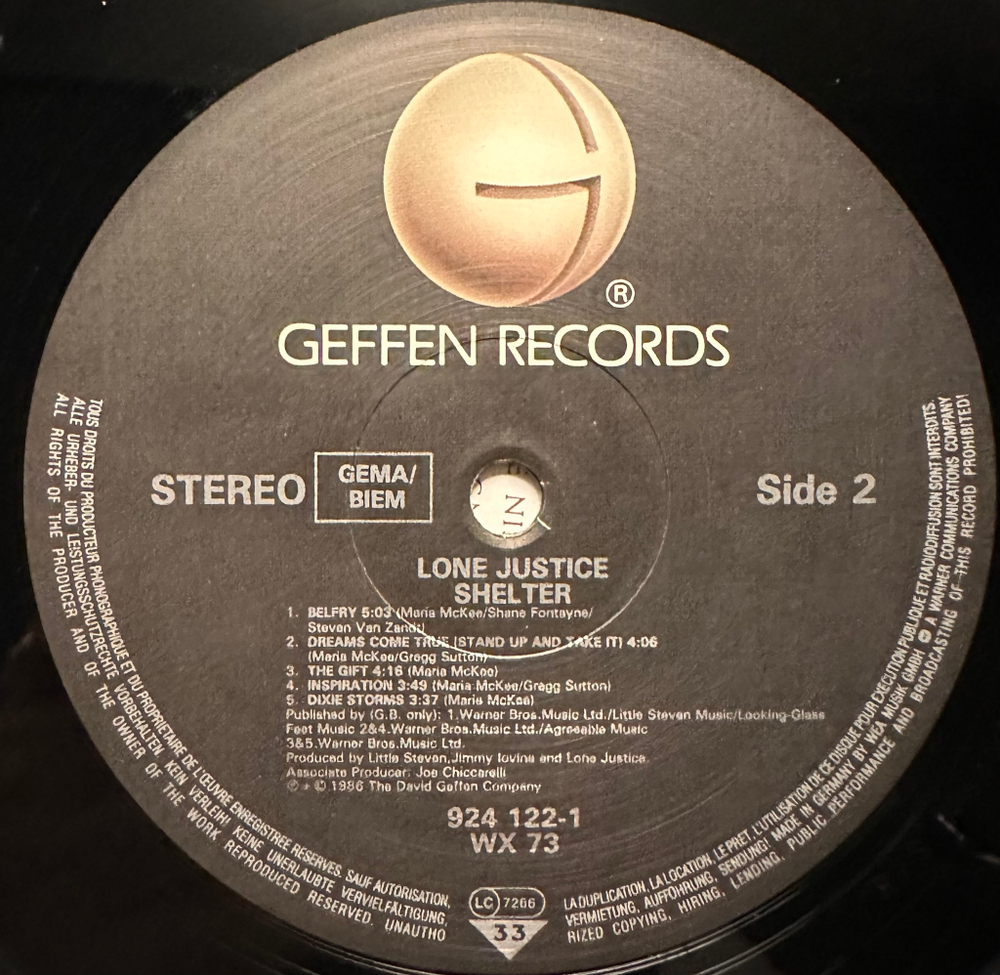 ®
GEFFEN RECORDS
STEREO
GEMA/
BIEM
Side 2
IN
LONE JUSTICE
SHELTER
1. BELFRY 5:03 (Maria McKee/Shane Fontayne/
Steven Van Zandt)
2. DREAMS COME TRUE (STAND UP AND TAKE IT) 4:06
(Maria McKee/Gregg Sutton)
3. THE GIFT 4:16 (Maria McKee)
4. INSPIRATION 3:49 (Maria McKee/Gregg Sutton)
5. DIXIE STORMS 3:37 (Maria McKee)
Published by (G.B. only): 1.Warner Bros.Music Ltd./Little Steven Music/Looking-Glass
Feet Music 2&4.Warner Bros.Music Ltd./Agreeable Music
3&5.Warner Bros.Music Ltd.
Produced by Little Steven,Jimmy Iovine and Lone Justice.
Associate Producer: Joe Chiccarelli
℗ + © 1986 The David Geffen Company
924 122-1
WX 73
LC 7266
33
TOUS DROITS DU PRODUCTEUR PHONOGRAPHIQUE ET DU PROPRIETAIRE DE L'ŒUVRE ENREGISTREE RESERVES. SAUF AUTORISATION,
LA DUPLICATION, LA LOCATION, LE PRET, L'UTILISATION DE CE DISQUE POUR EXECUTION PUBLIQUE ET RADIODIFFUSION SONT INTERDITS.
ALLE URHEBER- UND LEISTUNGSSCHUTZRECHTE VORBEHALTEN. KEIN VERLEIH! KEINE UNERLAUBTE VERVIELFÄLTIGUNG,
VERMIETUNG, AUFFÜHRUNG, SENDUNG! MADE IN GERMANY BY WEA MUSIK GMBH A WARNER COMMUNICATIONS COMPANY
ALL RIGHTS OF THE PRODUCER AND OF THE OWNER OF THE WORK REPRODUCED RESERVED. UNAUTHO
RIZED COPYING, HIRING, LENDING, PUBLIC PERFORMANCE AND BROADCASTING OF THIS RECORD PROHIBITED!